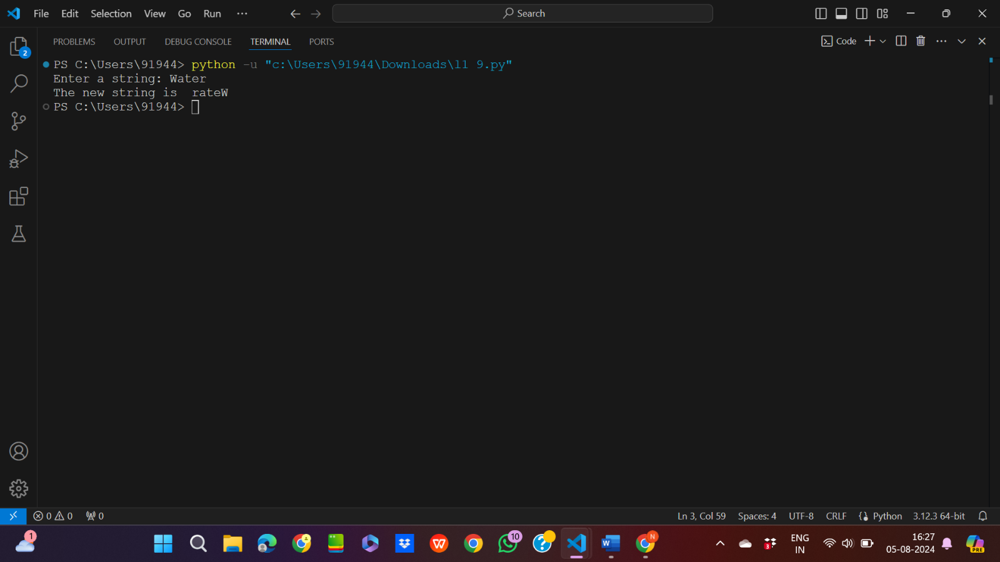 File Edit Selection View Go Run ···
Search
2
PROBLEMS OUTPUT DEBUG CONSOLE TERMINAL PORTS
Code
PS C:\Users\91944> python -u "c:\Users\91944\Downloads\l1 9.py"
Enter a string: Water
The new string is  rateW
PS C:\Users\91944>
0 0 0
Ln 3, Col 59 Spaces: 4 UTF-8 CRLF Python 3.12.3 64-bit
1
10
W
W
N
3
ENG
IN
16:27
05-08-2024
PRE